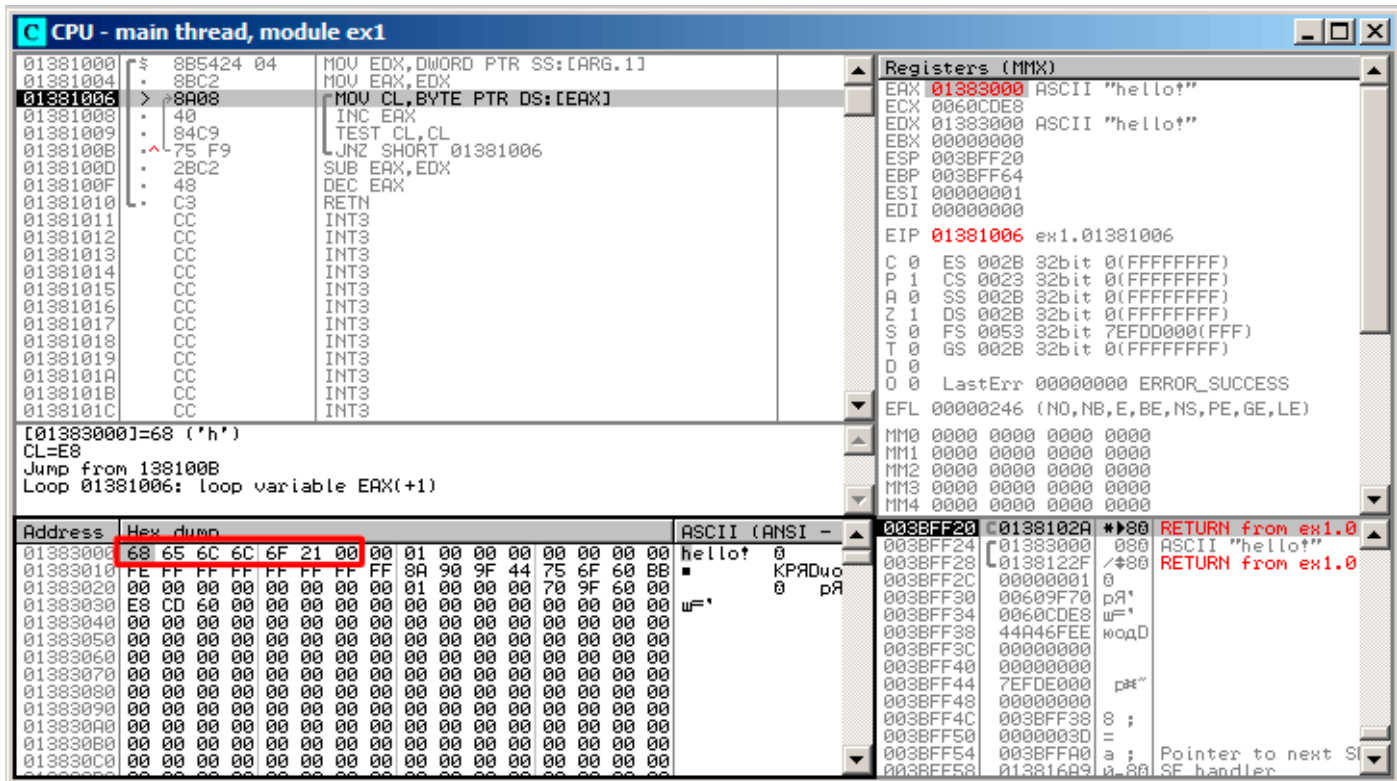 CPU - main thread, module ex1
01381000 $ 8B5424 04 MOV EDX,DWORD PTR SS:[ARG.1]
01381004 . 8BC2 MOV EAX,EDX
01381006 > 8A08 MOV CL,BYTE PTR DS:[EAX]
01381008 . 40 INC EAX
01381009 . 84C9 TEST CL,CL
0138100B .^ 75 F9 JNZ SHORT 01381006
0138100D . 2BC2 SUB EAX,EDX
0138100F . 48 DEC EAX
01381010 . C3 RETN
01381011 CC INT3
01381012 CC INT3
01381013 CC INT3
01381014 CC INT3
01381015 CC INT3
01381016 CC INT3
01381017 CC INT3
01381018 CC INT3
01381019 CC INT3
0138101A CC INT3
0138101B CC INT3
0138101C CC INT3
[01383000]=68 ('h')
CL=E8
Jump from 138100B
Loop 01381006: loop variable EAX(+1)
Registers (MMX)
EAX 01383000 ASCII "hello!"
ECX 0060CDE8
EDX 01383000 ASCII "hello!"
EBX 00000000
ESP 003BFF20
EBP 003BFF64
ESI 00000001
EDI 00000000
EIP 01381006 ex1.01381006
C 0 ES 002B 32bit 0(FFFFFFFF)
P 1 CS 0023 32bit 0(FFFFFFFF)
A 0 SS 002B 32bit 0(FFFFFFFF)
Z 1 DS 002B 32bit 0(FFFFFFFF)
S 0 FS 0053 32bit 7EFDD000(FFF)
T 0 GS 002B 32bit 0(FFFFFFFF)
D 0
O 0 LastErr 00000000 ERROR_SUCCESS
EFL 00000246 (NO,NB,E,BE,NS,PE,GE,LE)
MM0 0000 0000 0000 0000
MM1 0000 0000 0000 0000
MM2 0000 0000 0000 0000
MM3 0000 0000 0000 0000
MM4 0000 0000 0000 0000
Address Hex dump ASCII (ANSI -
01383000 68 65 6C 6C 6F 21 00 00 01 00 00 00 00 00 00 00 hello! 0
01383010 FE FF FF FF FF FF FF FF 8A 90 9F 44 75 6F 60 BB ■ КРЯDuo
01383020 00 00 00 00 00 00 00 00 01 00 00 00 70 9F 60 00 0 рЯ
01383030 E8 CD 60 00 00 00 00 00 00 00 00 00 00 00 00 00 ш='
01383040 00 00 00 00 00 00 00 00 00 00 00 00 00 00 00 00
01383050 00 00 00 00 00 00 00 00 00 00 00 00 00 00 00 00
01383060 00 00 00 00 00 00 00 00 00 00 00 00 00 00 00 00
01383070 00 00 00 00 00 00 00 00 00 00 00 00 00 00 00 00
01383080 00 00 00 00 00 00 00 00 00 00 00 00 00 00 00 00
01383090 00 00 00 00 00 00 00 00 00 00 00 00 00 00 00 00
013830A0 00 00 00 00 00 00 00 00 00 00 00 00 00 00 00 00
013830B0 00 00 00 00 00 00 00 00 00 00 00 00 00 00 00 00
013830C0 00 00 00 00 00 00 00 00 00 00 00 00 00 00 00 00
003BFF20 0138102A *►80 RETURN from ex1.0
003BFF24 01383000 080 ASCII "hello!"
003BFF28 0138122F /‡80 RETURN from ex1.0
003BFF2C 00000001 0
003BFF30 00609F70 рЯ'
003BFF34 0060CDE8 ш='
003BFF38 44A46FEE юодD
003BFF3C 00000000
003BFF40 00000000
003BFF44 7EFDE000
003BFF48 00000000
003BFF4C 003BFF38 8 ;
003BFF50 0000003D =
003BFF54 003BFFA0 а ; Pointer to next
003BFF58 013816A9 SE handler